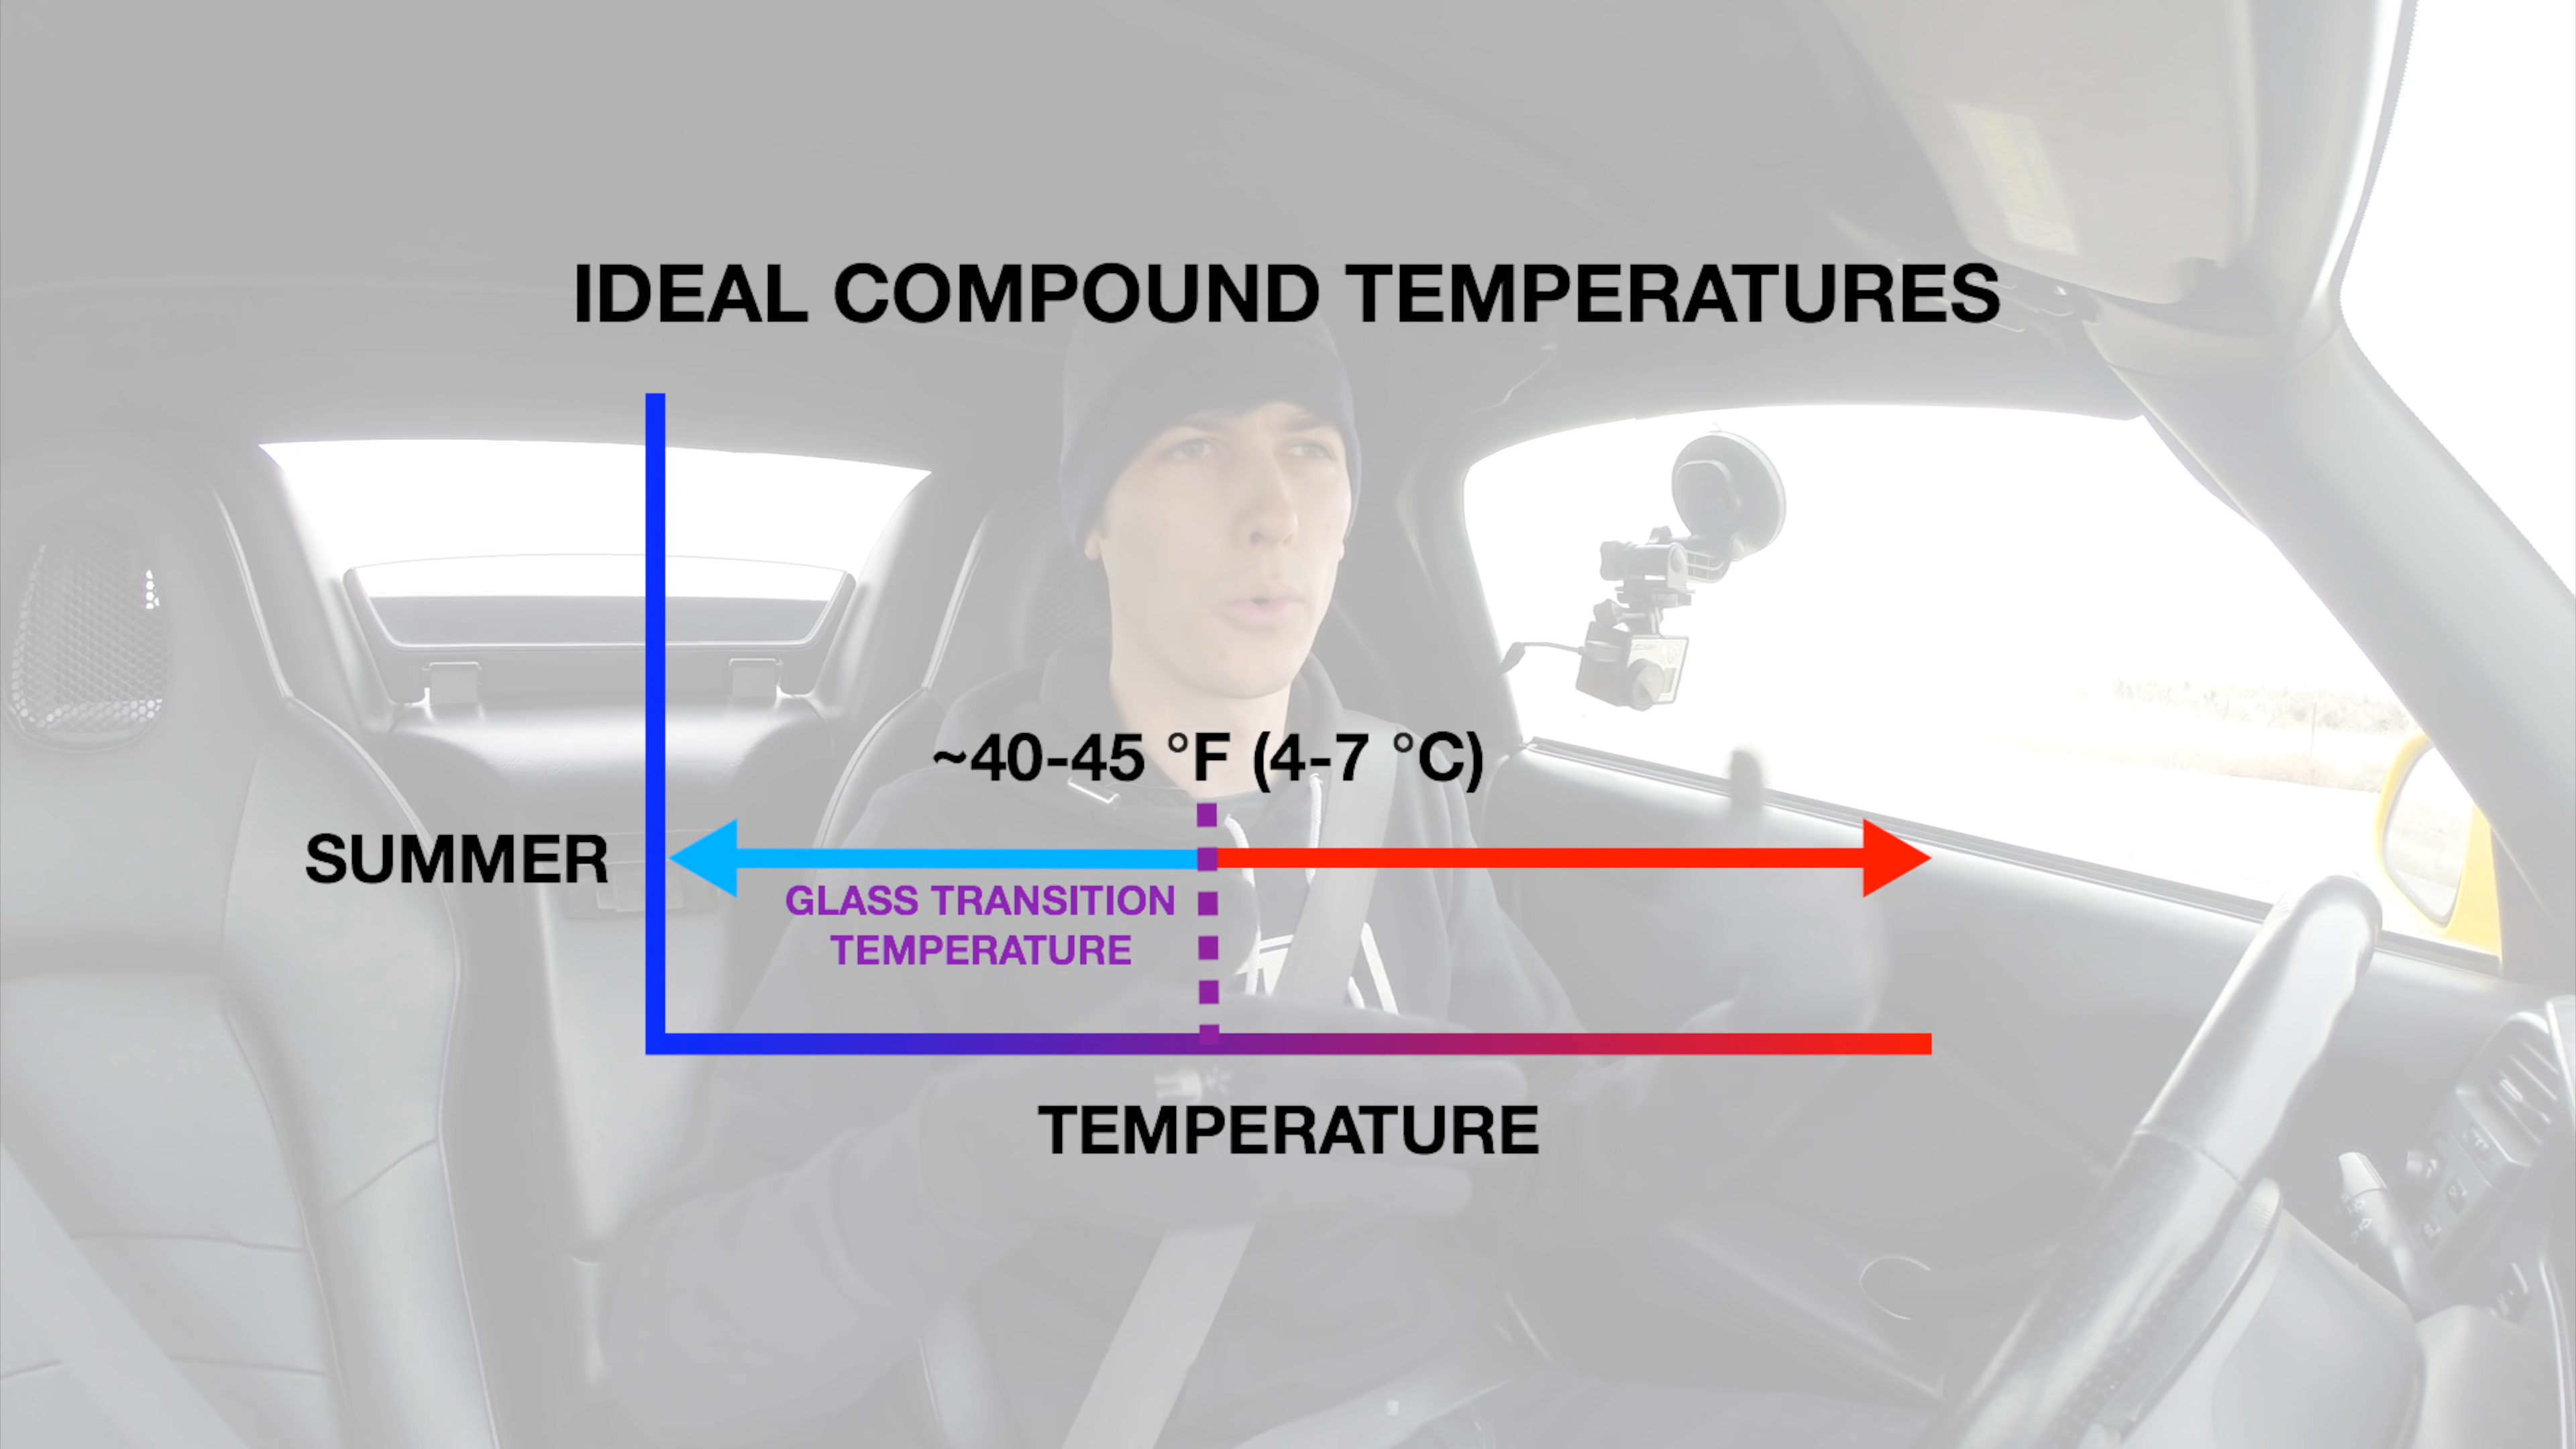 IDEAL COMPOUND TEMPERATURES
~40-45 °F (4-7 °C)
SUMMER
GLASS TRANSITION
TEMPERATURE
TEMPERATURE